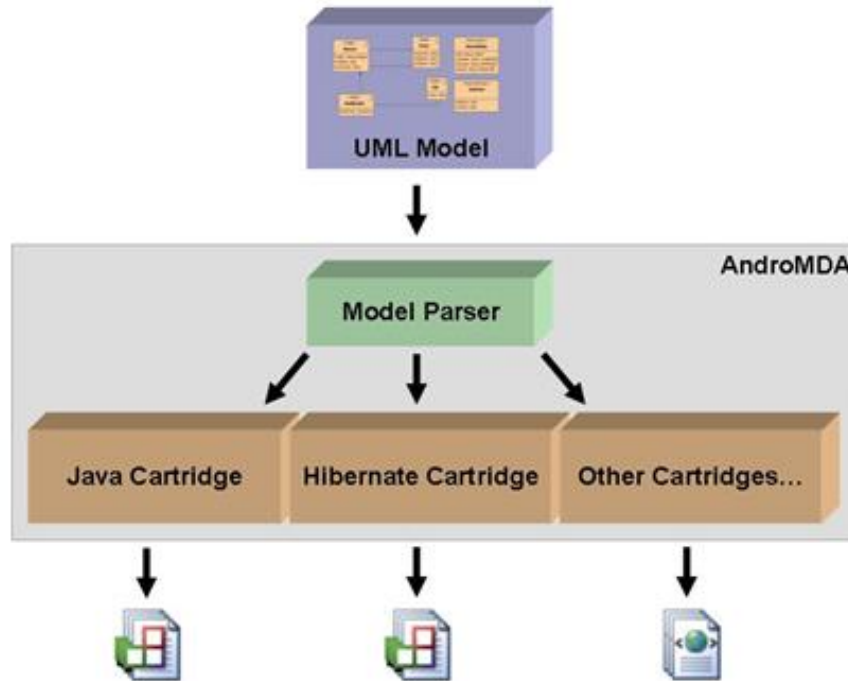 UML Model
AndroMDA
Model Parser
Java Cartridge
Hibernate Cartridge
Other Cartridges...